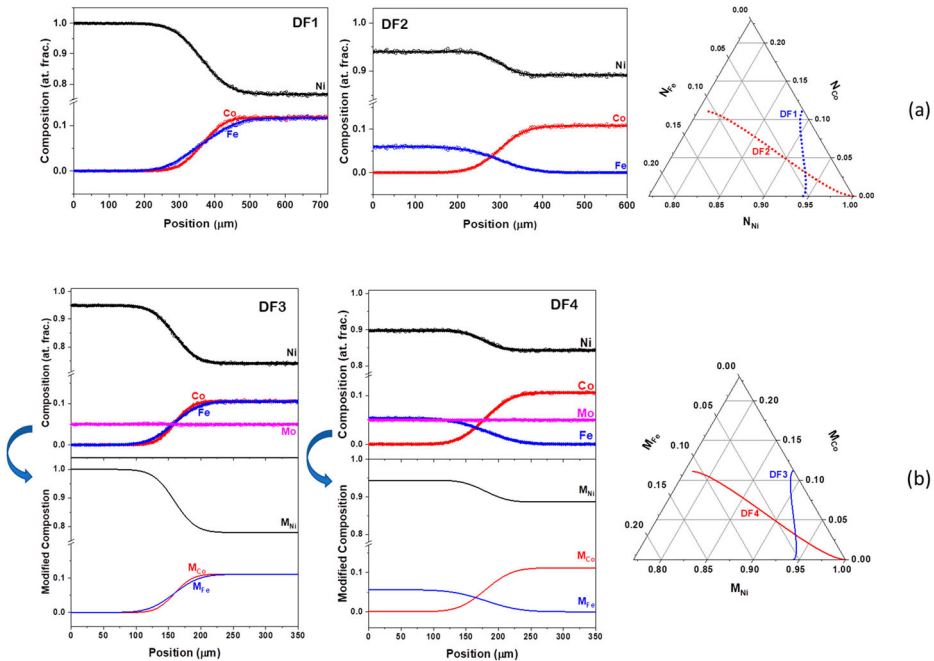 DF1
Composition (at. frac.)
1.0
0.9
0.8
0.1
0.0
Ni
Co
Fe
0 100 200 300 400 500 600 700
Position (μm)
DF2
Composition (at. frac.)
1.0
0.9
0.1
0.0
Ni
Co
Fe
0 100 200 300 400 500 600
Position (μm)
0.00
0.05
0.10
0.15
0.20
N_Fe
0.20
0.15
0.10
0.05
0.00
N_Co
DF1
DF2
0.80 0.85 0.90 0.95 1.00
N_Ni
(a)
DF3
Composition (at. frac.)
1.0
0.9
0.8
0.1
0.0
Ni
Co
Fe
Mo
Modified Composition
1.0
0.9
0.8
0.1
0.0
M_Ni
M_Co
M_Fe
0 50 100 150 200 250 300 350
Position (μm)
DF4
Composition (at. frac.)
1.0
0.9
0.8
0.1
0.0
Ni
Co
Mo
Fe
Modified Composition
1.0
0.9
0.8
0.1
0.0
M_Ni
M_Co
M_Fe
0 50 100 150 200 250 300 350
Position (μm)
0.00
0.05
0.10
0.15
0.20
M_Fe
0.20
0.15
0.10
0.05
0.00
M_Co
DF3
DF4
0.80 0.85 0.90 0.95 1.00
M_Ni
(b)